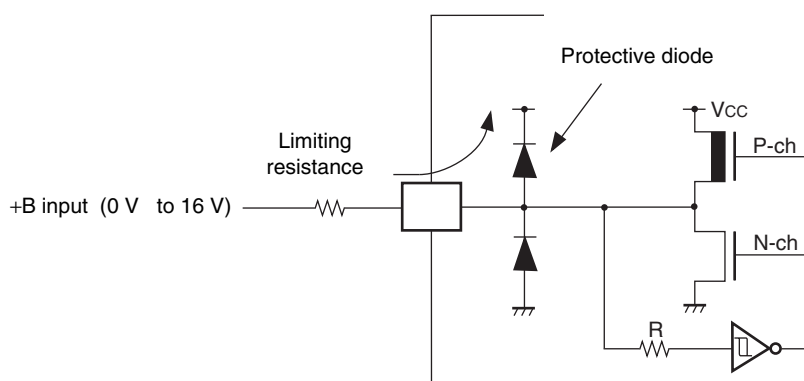 Protective diode
Limiting
resistance
VCC
P-ch
+B input (0 V to 16 V)
N-ch
R